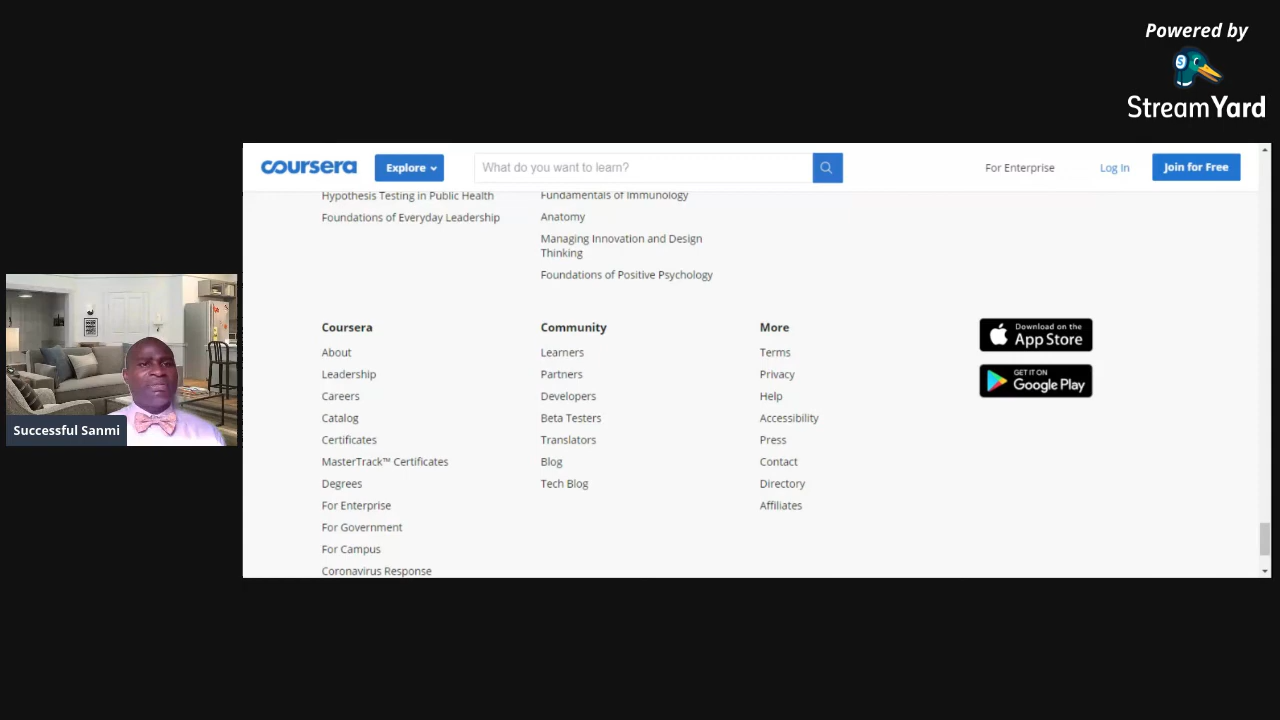 Powered by
StreamYard
coursera
Explore
What do you want to learn?
For Enterprise
Log In
Join for Free
Hypothesis Testing in Public Health
Foundations of Everyday Leadership
Fundamentals of Immunology
Anatomy
Managing Innovation and Design
Thinking
Foundations of Positive Psychology
Coursera
About
Leadership
Careers
Catalog
Certificates
MasterTrack™ Certificates
Degrees
For Enterprise
For Government
For Campus
Coronavirus Response
Community
Learners
Partners
Developers
Beta Testers
Translators
Blog
Tech Blog
More
Terms
Privacy
Help
Accessibility
Press
Contact
Directory
Affiliates
Download on the
App Store
GET IT ON
Google Play
Successful Sanmi